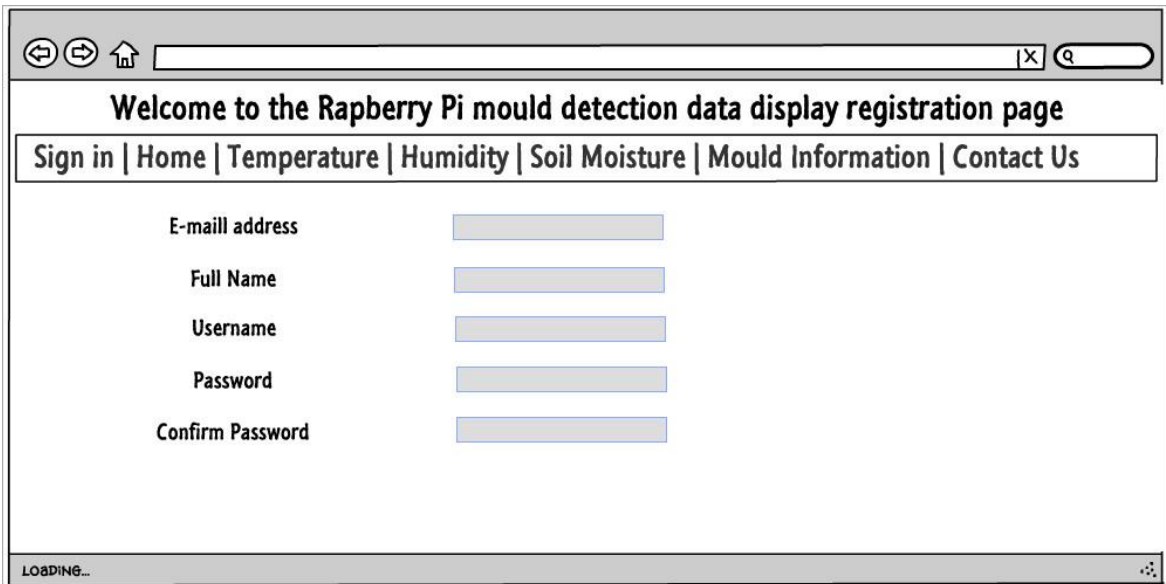 Welcome to the Rapberry Pi mould detection data display registration page
Sign in | Home | Temperature | Humidity | Soil Moisture | Mould Information | Contact Us
E-maill address
Full Name
Username
Password
Confirm Password
LOADING...